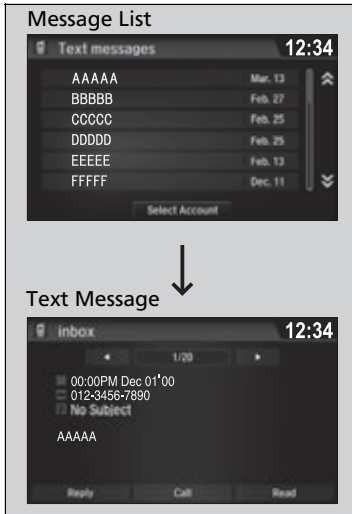 Message List
Text messages 12:34
AAAAA Mar. 13
BBBBB Feb. 27
CCCCC Feb. 25
DDDDD Feb. 25
EEEEE Feb. 13
FFFFF Dec. 11
Select Account
Text Message
inbox 12:34
1/20
00:00PM Dec 01'00
012-3456-7890
No Subject
AAAAA
Reply Call Read